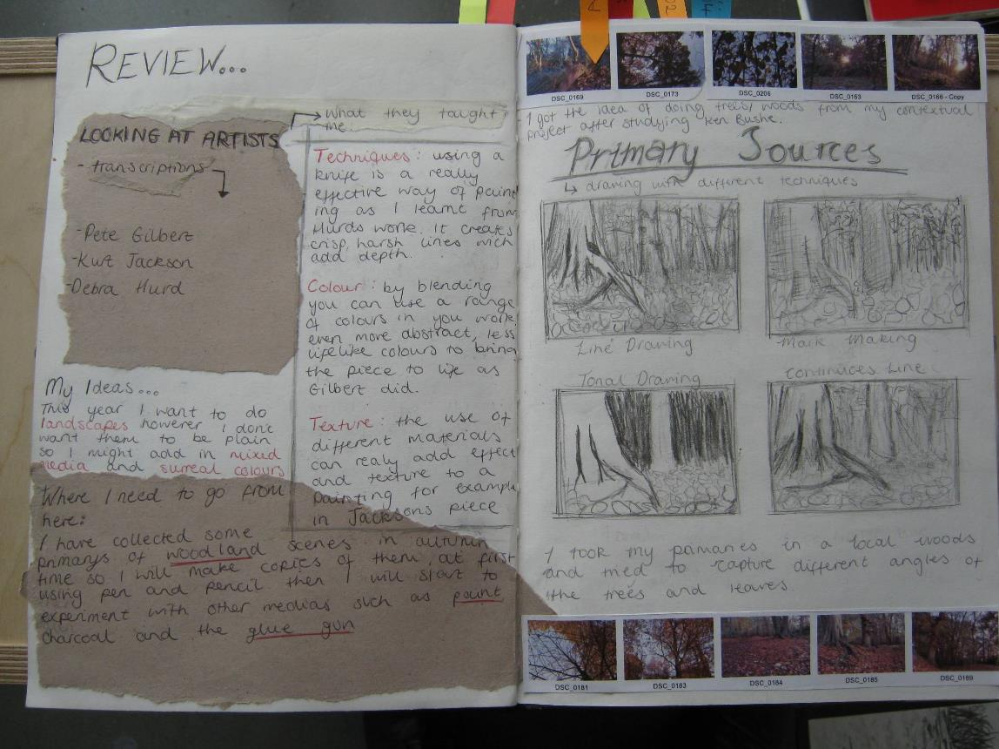 REVIEW...
LOOKING AT ARTISTS
- transcriptions
-Pete Gilbert
-Kurt Jackson
-Debra Hurd
What they taught
me...
Techniques: using a
knife is a really
effective way of paint
ing as I learnt from
Hurds work. It creates
crisp, harsh lines wich
add depth.
Colour: by blending
you can use a range
of colours in you work,
even more abstract, less
lifelike colours to bring
the piece to life as
Gilbert did.
Texture: the use of
different materials
can realy add effect
and texture to a
painting for example
in Jacksons piece
My Ideas...
This year I want to do
landscapes however I don't
want them to be plain
so I might add in mixed
media and surreal colours
Where I need to go from
here:
I have collected some
primarys of woodland scenes in autumn
time so I will make copies of them at first
using pen and pencil then I will start to
experiment with other medias such as paint
charcoal and the glue gun
DSC_0169
DSC_0173
DSC_0206
DSC_0163
DSC_0166 - Copy
I got the idea of doing trees/woods from my contextual
project after studying Ken Bushe.
Primary Sources
drawing with different techniques
Line Drawing
Mark Making
Tonal Drawing
Continuces Line
I took my primaries in a local woods
and tried to capture different angles of
the trees and leaves.
DSC_0181
DSC_0183
DSC_0184
DSC_0185
DSC_0189